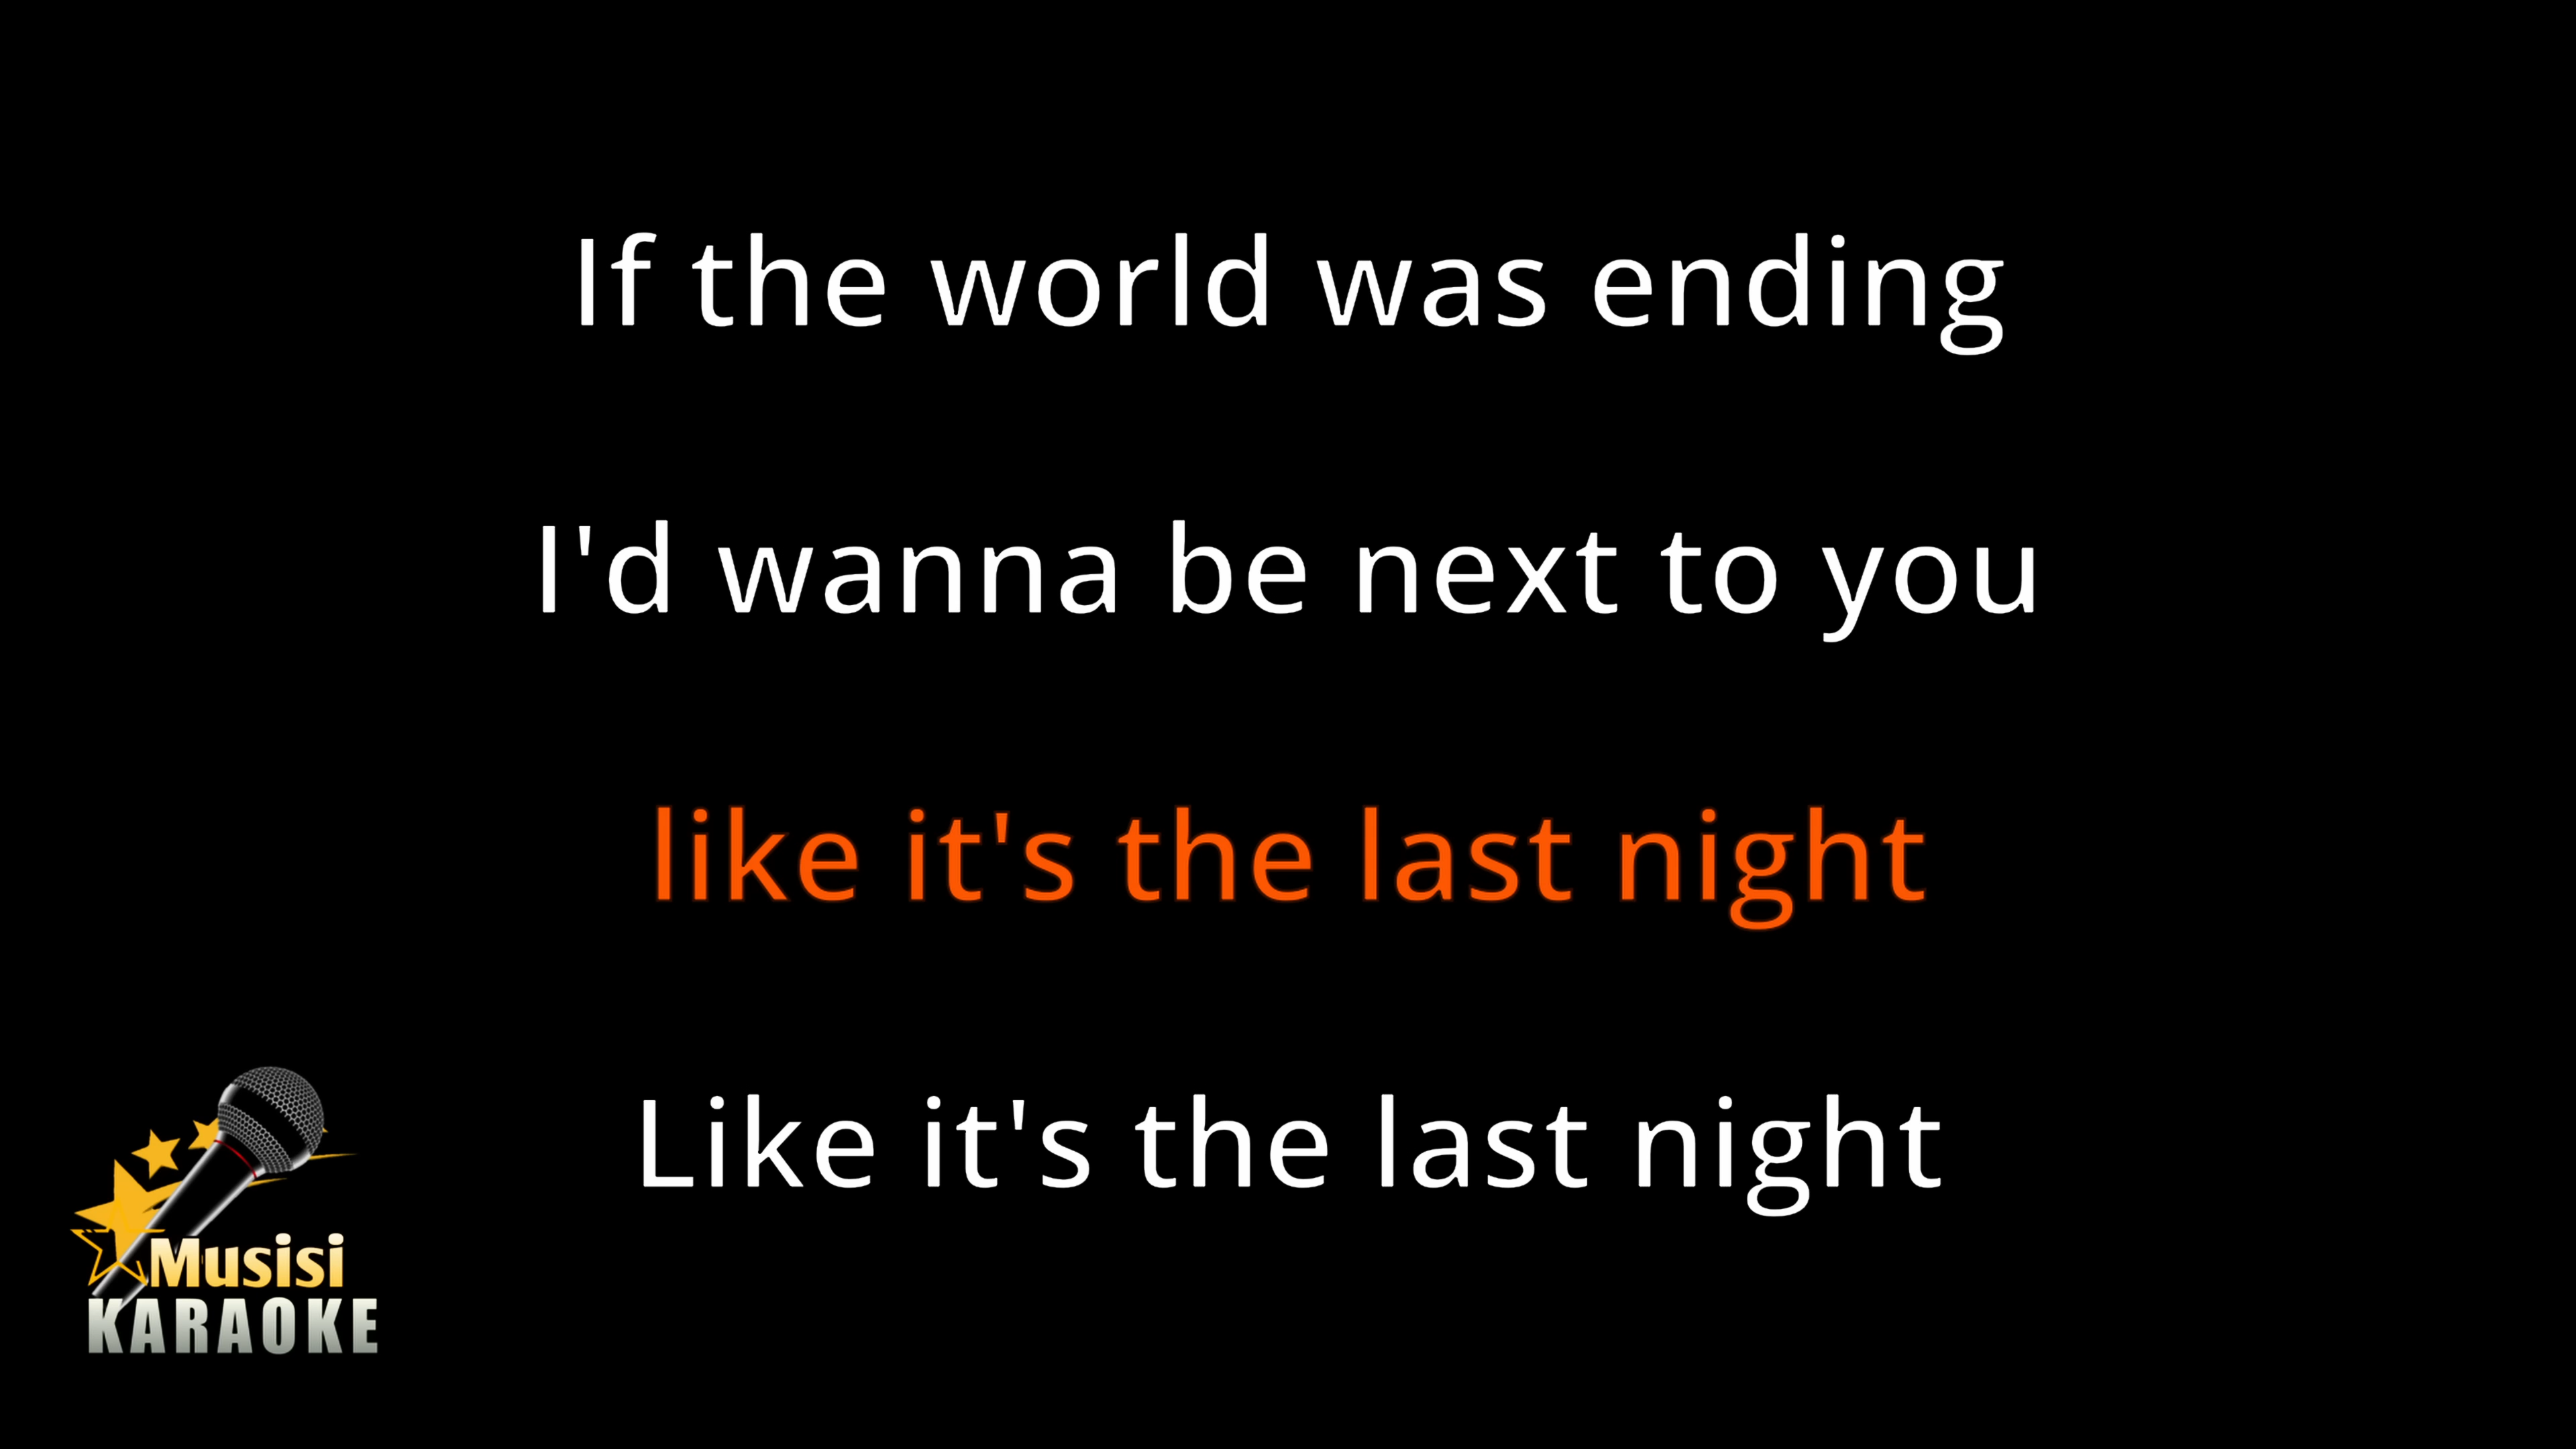 If the world was ending
I'd wanna be next to you
like it's the last night
Like it's the last night
Musisi
KARAOKE